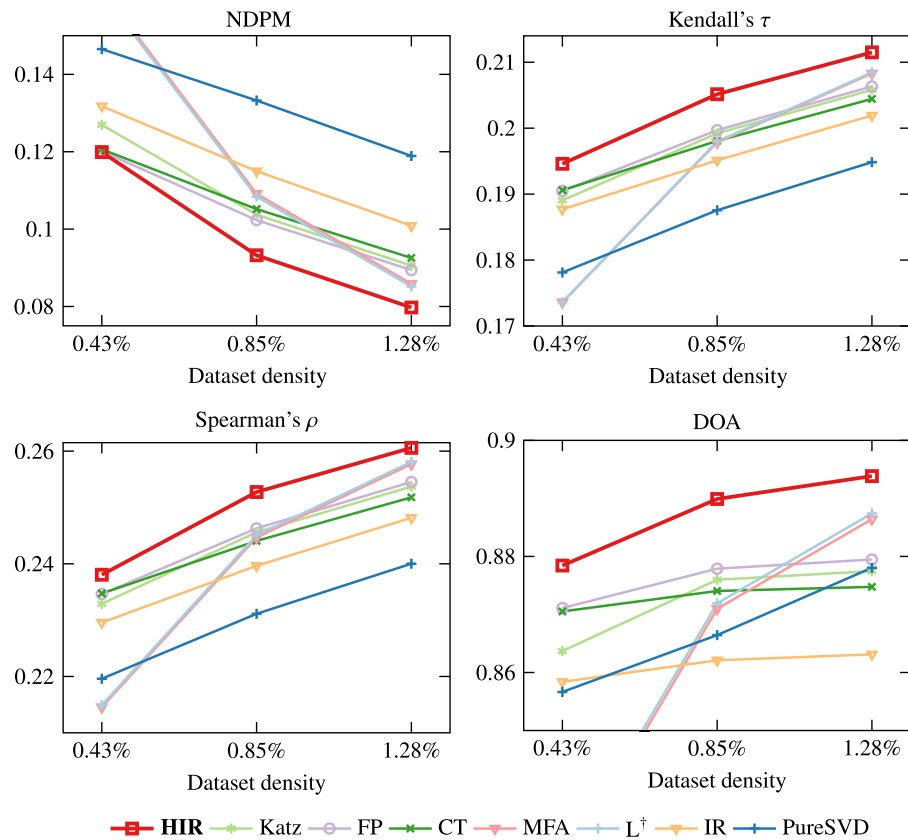 NDPM
0.14
0.12
0.1
0.08
0.43% 0.85% 1.28%
Dataset density
Kendall's τ
0.21
0.2
0.19
0.18
0.17
0.43% 0.85% 1.28%
Dataset density
Spearman's ρ
0.26
0.24
0.22
0.43% 0.85% 1.28%
Dataset density
DOA
0.9
0.88
0.86
0.43% 0.85% 1.28%
Dataset density
HIR Katz FP CT MFA L† IR PureSVD